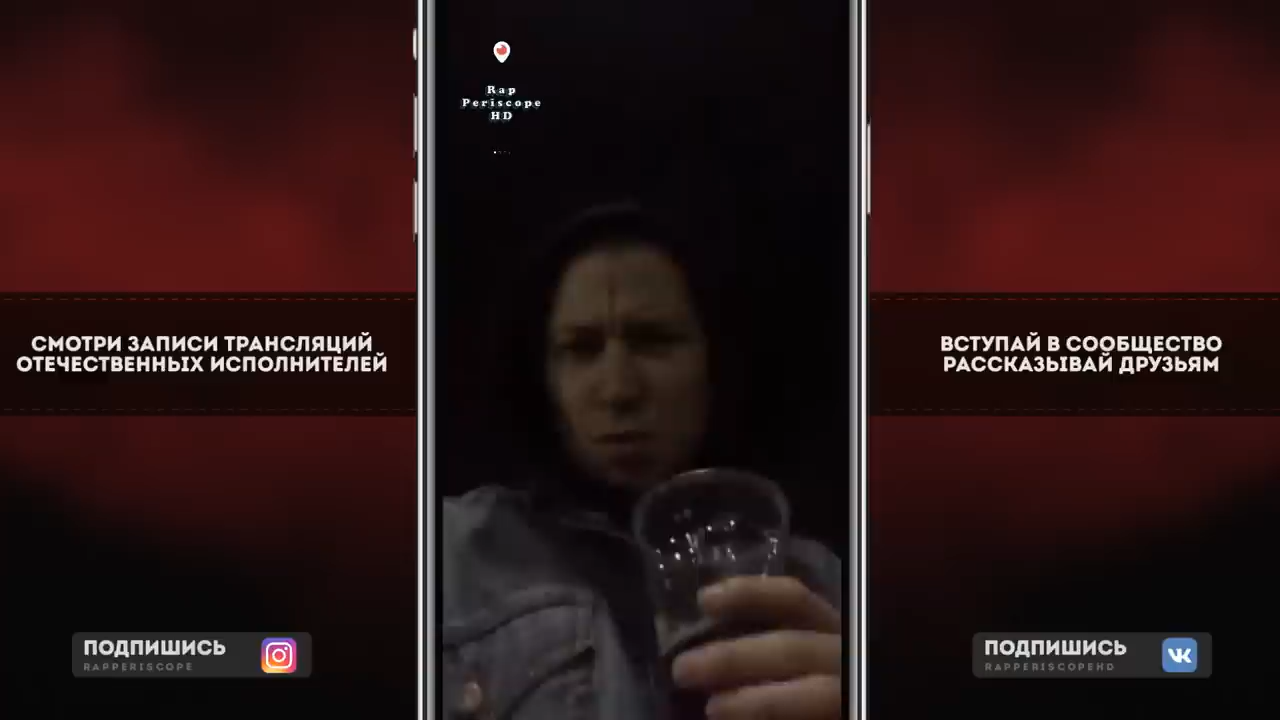 Rap
Periscope
HD
СМОТРИ ЗАПИСИ ТРАНСЛЯЦИЙ
ОТЕЧЕСТВЕННЫХ ИСПОЛНИТЕЛЕЙ
ВСТУПАЙ В СООБЩЕСТВО
РАССКАЗЫВАЙ ДРУЗЬЯМ
ПОДПИШИСЬ
RAPPERISCOPE
ПОДПИШИСЬ
RAPPERISCOPEHD